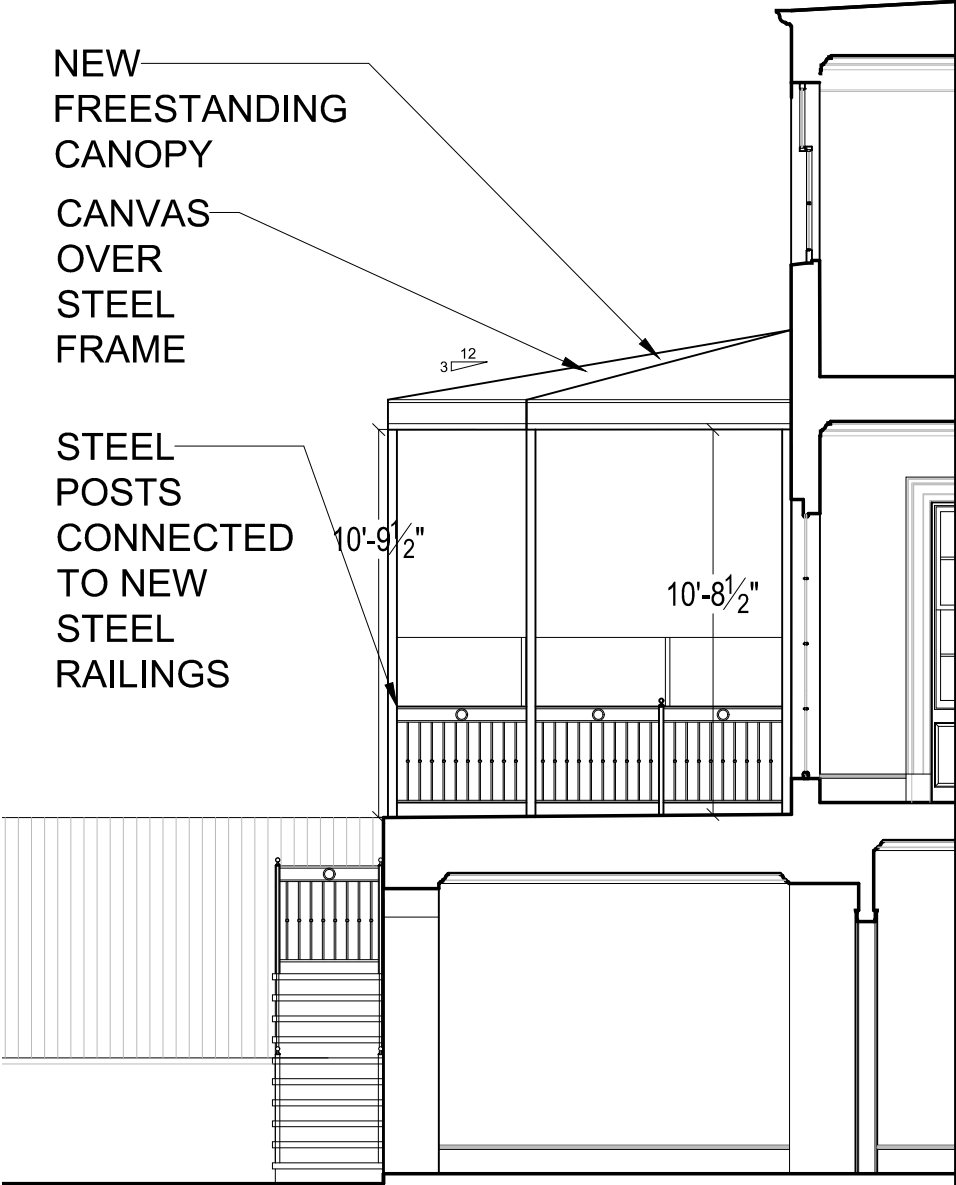 NEW
FREESTANDING
CANOPY
CANVAS
OVER
STEEL
FRAME
12
3
STEEL
POSTS
CONNECTED
TO NEW
STEEL
RAILINGS
10'-9½"
10'-8½"